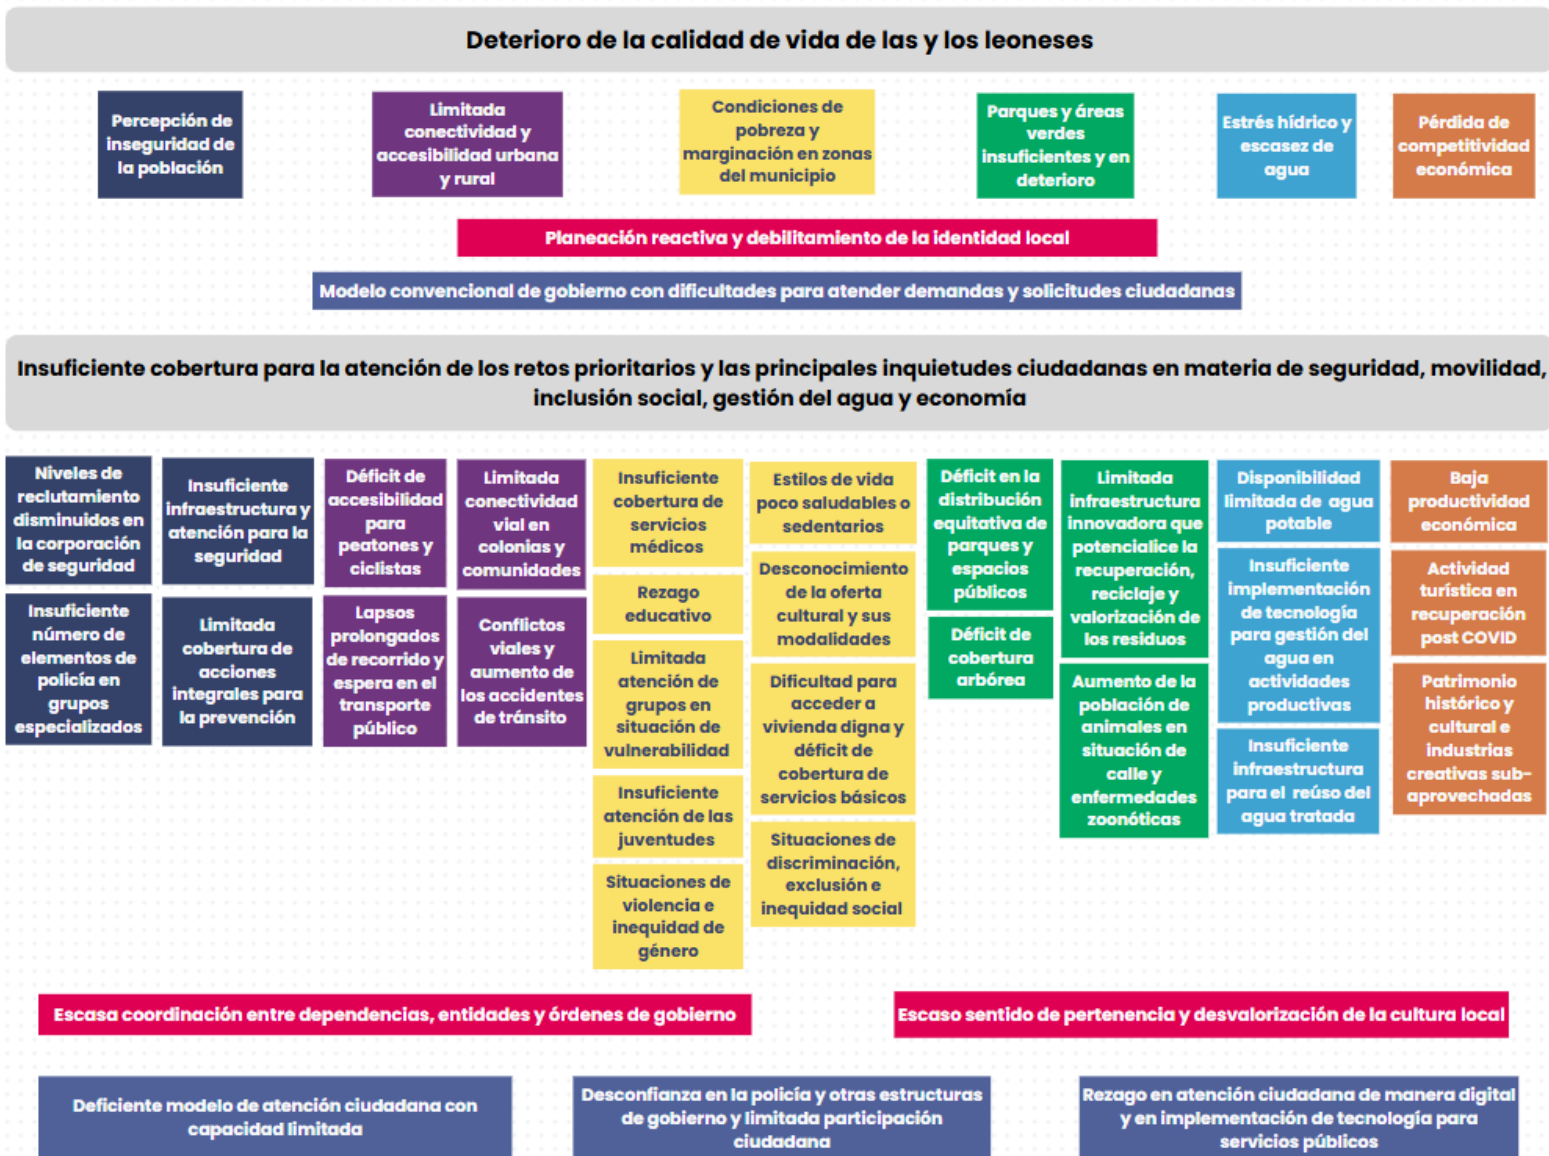 Deterioro de la calidad de vida de las y los leoneses
Percepción de
inseguridad de
la población
Limitada
conectividad y
accesibilidad urbana
y rural
Condiciones de
pobreza y
marginación en zonas
del municipio
Parques y áreas
verdes
insuficientes y en
deterioro
Estrés hídrico y
escasez de
agua
Pérdida de
competitividad
económica
Planeación reactiva y debilitamiento de la identidad local
Modelo convencional de gobierno con dificultades para atender demandas y solicitudes ciudadanas
Insuficiente cobertura para la atención de los retos prioritarios y las principales inquietudes ciudadanas en materia de seguridad, movilidad,
inclusión social, gestión del agua y economía
Niveles de
reclutamiento
disminuidos en
la corporación
de seguridad
Insuficiente
número de
elementos de
policía en
grupos
especializados
Insuficiente
infraestructura y
atención para la
seguridad
Limitada
cobertura de
acciones
integrales para
la prevención
Déficit de
accesibilidad
para
peatones y
ciclistas
Lapsos
prolongados
de recorrido y
espera en el
transporte
público
Limitada
conectividad
vial en
colonias y
comunidades
Conflictos
viales y
aumento de
los accidentes
de tránsito
Insuficiente
cobertura de
servicios
médicos
Rezago
educativo
Limitada
atención de
grupos en
situación de
vulnerabilidad
Insuficiente
atención de las
juventudes
Situaciones de
violencia e
inequidad de
género
Estilos de vida
poco saludables o
sedentarios
Desconocimiento
de la oferta
cultural y sus
modalidades
Dificultad para
acceder a
vivienda digna y
déficit de
cobertura de
servicios básicos
Situaciones de
discriminación,
exclusión e
inequidad social
Déficit en la
distribución
equitativa de
parques y
espacios
públicos
Déficit de
cobertura
arbórea
Limitada
infraestructura
innovadora que
potencialice la
recuperación,
reciclaje y
valorización de
los residuos
Aumento de la
población de
animales en
situación de
calle y
enfermedades
zoonóticas
Disponibilidad
limitada de agua
potable
Insuficiente
implementación
de tecnología
para gestión del
agua en
actividades
productivas
Insuficiente
infraestructura
para el reúso del
agua tratada
Baja
productividad
económica
Actividad
turística en
recuperación
post COVID
Patrimonio
histórico y
cultural e
industrias
creativas sub-
aprovechadas
Escasa coordinación entre dependencias, entidades y órdenes de gobierno
Escaso sentido de pertenencia y desvalorización de la cultura local
Deficiente modelo de atención ciudadana con
capacidad limitada
Desconfianza en la policía y otras estructuras
de gobierno y limitada participación
ciudadana
Rezago en atención ciudadana de manera digital
y en implementación de tecnología para
servicios públicos